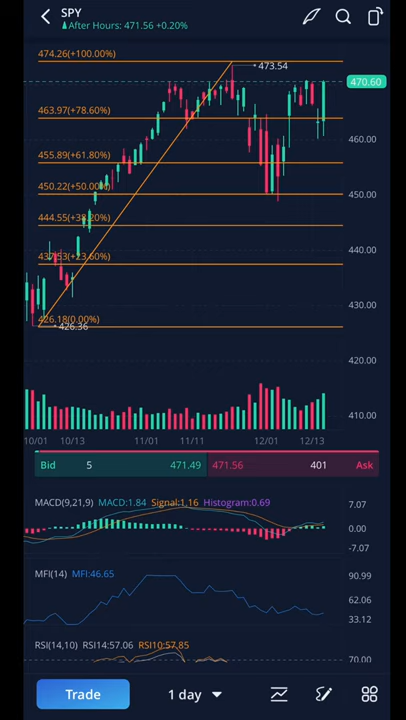 SPY
After Hours: 471.56 +0.20%
474.26(+100.00%)
473.54
470.60
463.97(+78.60%)
460.00
455.89(+61.80%)
450.22(+50.00%)
450.00
444.55(+38.20%)
440.00
437.53(+23.60%)
430.00
426.18(0.00%)
426.36
420.00
410.00
10/01 10/13 11/01 11/11 12/01 12/13
Bid 5 471.49 471.56 401 Ask
MACD(9,21,9) MACD:1.84 Signal:1.16 Histogram:0.69
7.07
0.00
-7.07
MFI(14) MFI:46.65
90.99
62.06
33.12
RSI(14,10) RSI14:57.06 RSI10:57.85
70.00
Trade 1 day